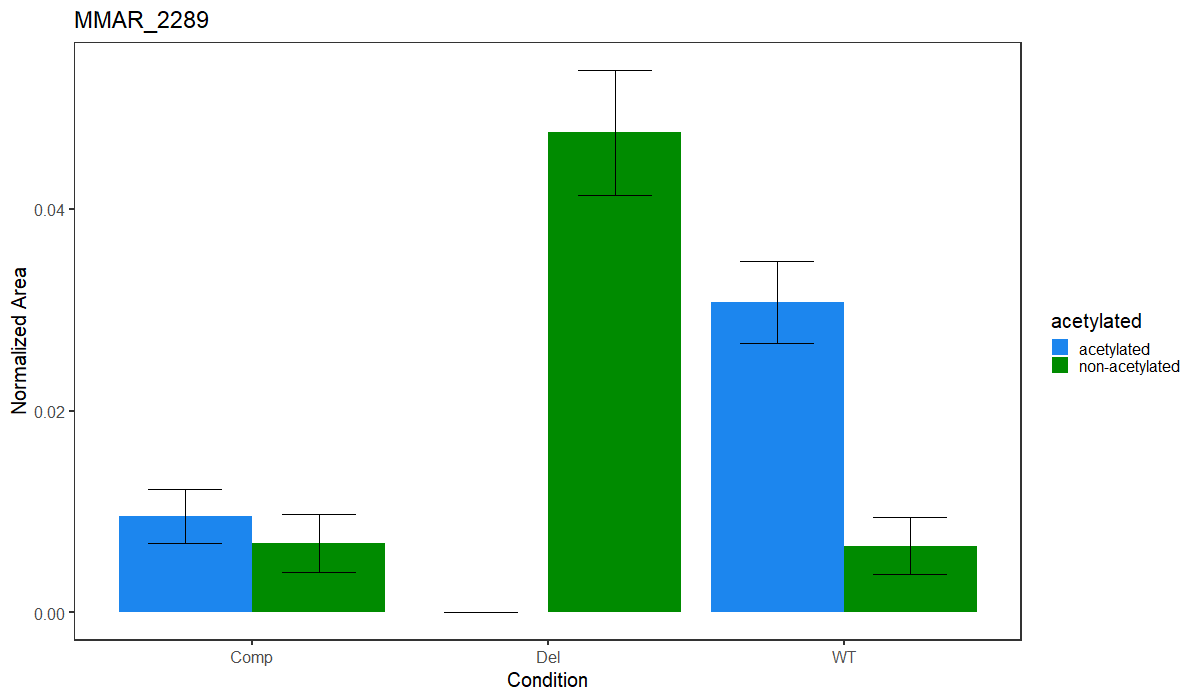 MMAR_2289
Normalized Area
0.04
0.02
0.00
Comp
Del
WT
Condition
acetylated
acetylated
non-acetylated